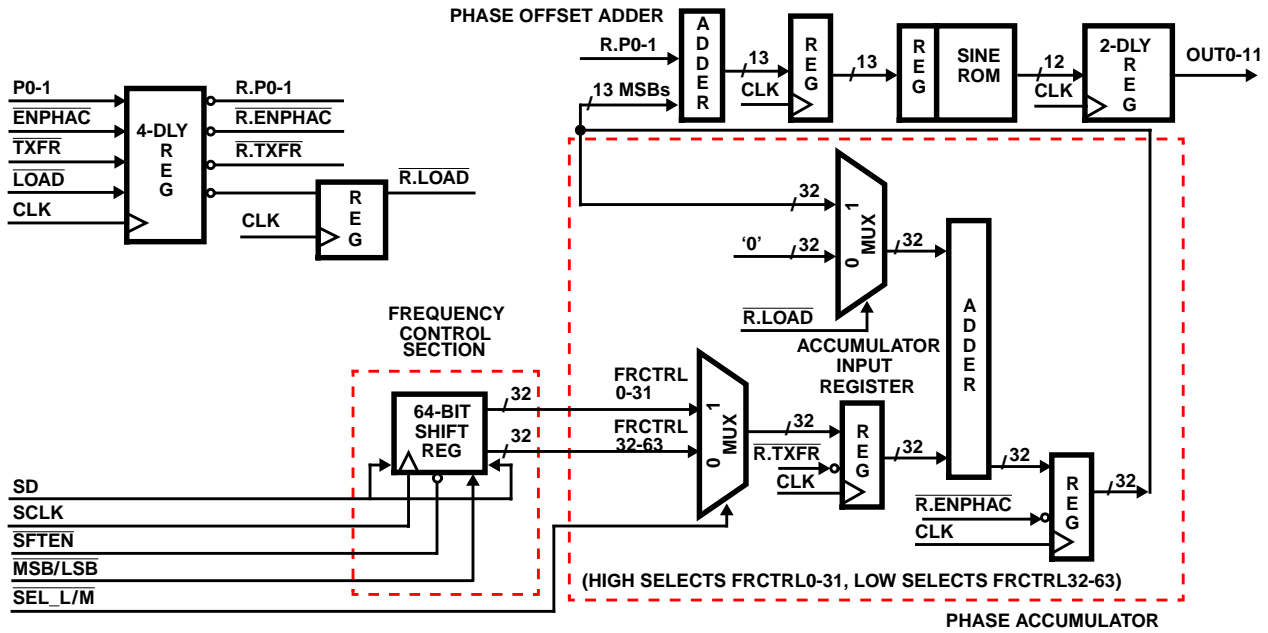 PHASE OFFSET ADDER
R.P0-1
13 MSBs
ADDER
13
CLK
REG
13
REG
SINE
ROM
12
CLK
2-DLY
REG
OUT0-11
P0-1
ENPHAC
TXFR
LOAD
CLK
4-DLY
REG
R.P0-1
R.ENPHAC
R.TXFR
CLK
REG
R.LOAD
32
‘0’
32
1
0
MUX
32
R.LOAD
ADDER
FREQUENCY
CONTROL
SECTION
64-BIT
SHIFT
REG
32
32
FRCTRL
0-31
FRCTRL
32-63
1
0
MUX
32
ACCUMULATOR
INPUT
REGISTER
R.TXFR
CLK
REG
32
32
R.ENPHAC
CLK
REG
32
SD
SCLK
SFTEN
MSB/LSB
SEL_L/M
(HIGH SELECTS FRCTRL0-31, LOW SELECTS FRCTRL32-63)
PHASE ACCUMULATOR